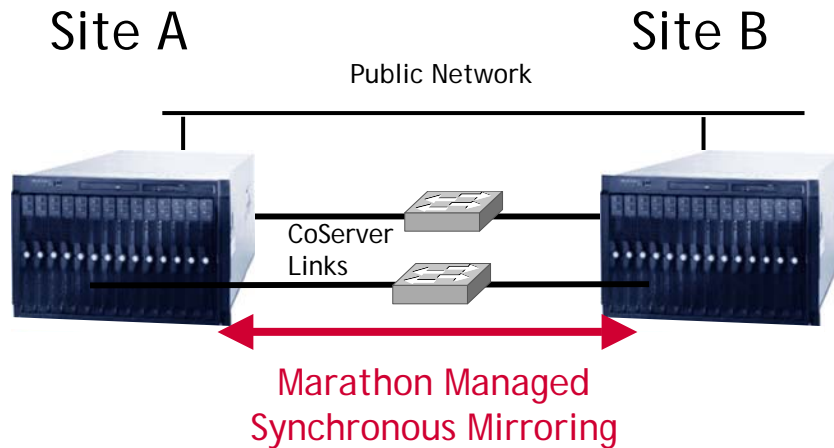 Site A
Site B
Public Network
CoServer
Links
Marathon Managed
Synchronous Mirroring